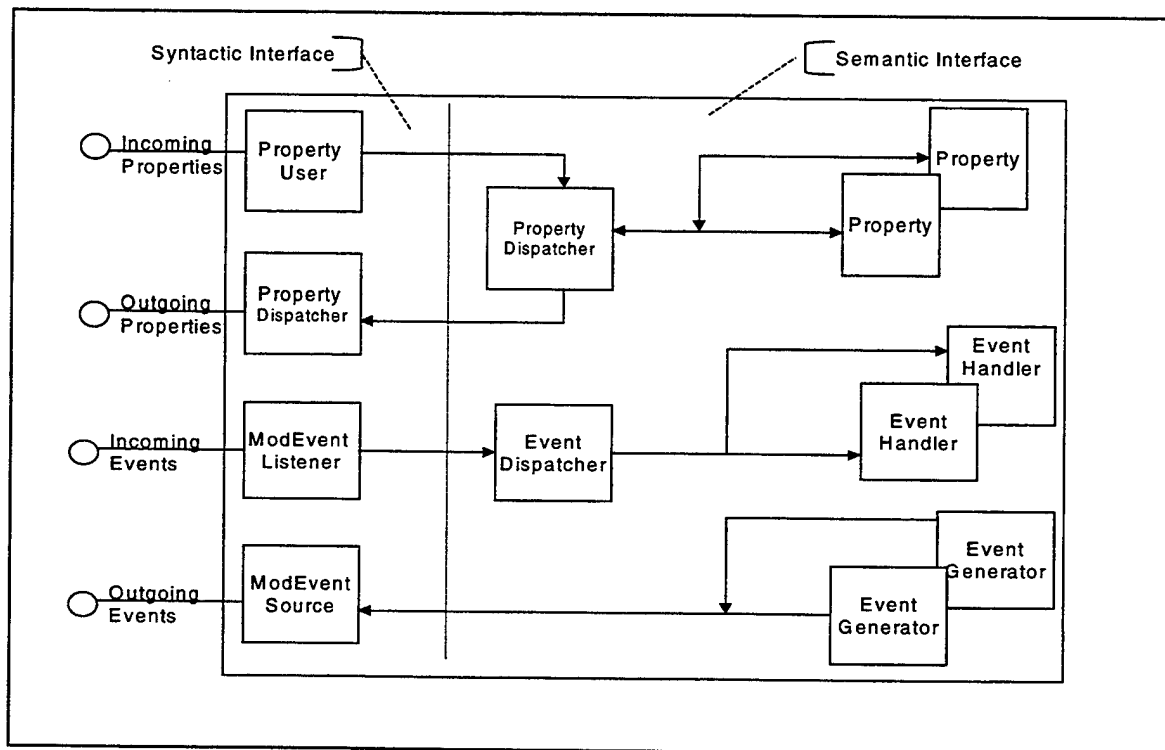 Syntactic Interface
Semantic Interface
Incoming
Properties
Property
User
Property
Property
Property
Dispatcher
Outgoing
Properties
Property
Dispatcher
Event
Handler
Event
Handler
Incoming
Events
ModEvent
Listener
Event
Dispatcher
Event
Generator
Event
Generator
Outgoing
Events
ModEvent
Source